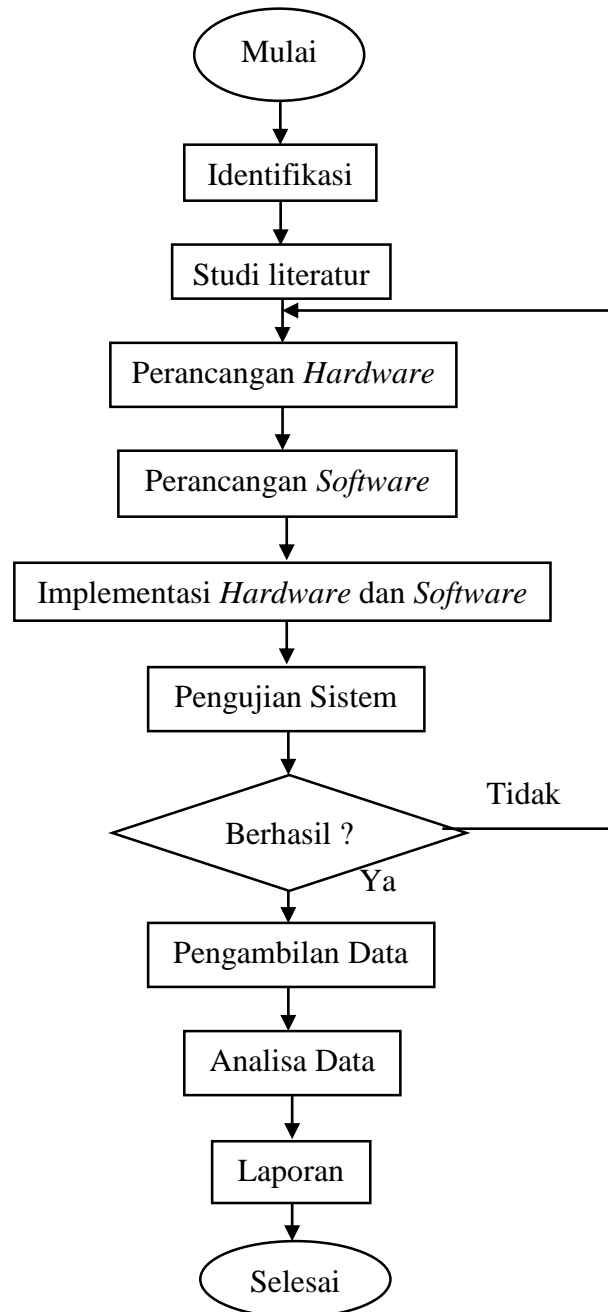 Mulai
Identifikasi
Studi literatur
Perancangan Hardware
Perancangan Software
Implementasi Hardware dan Software
Pengujian Sistem
Tidak
Berhasil ?
Ya
Pengambilan Data
Analisa Data
Laporan
Selesai